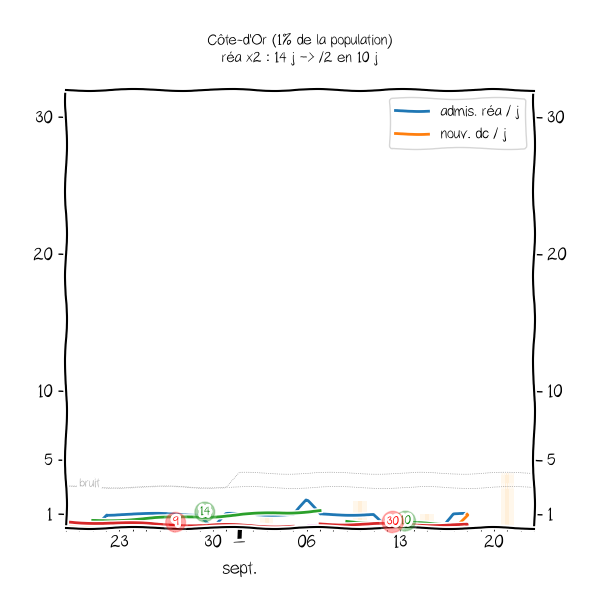 Côte-d'Or (1% de la population)
réa x2 : 14 j -> /2 en 10 j
admis. réa / j
nouv. dc / j
30 30
20 20
10 10
5 5
bruit
1 1
9 14 30 10
23 30 06 13 20
sept.